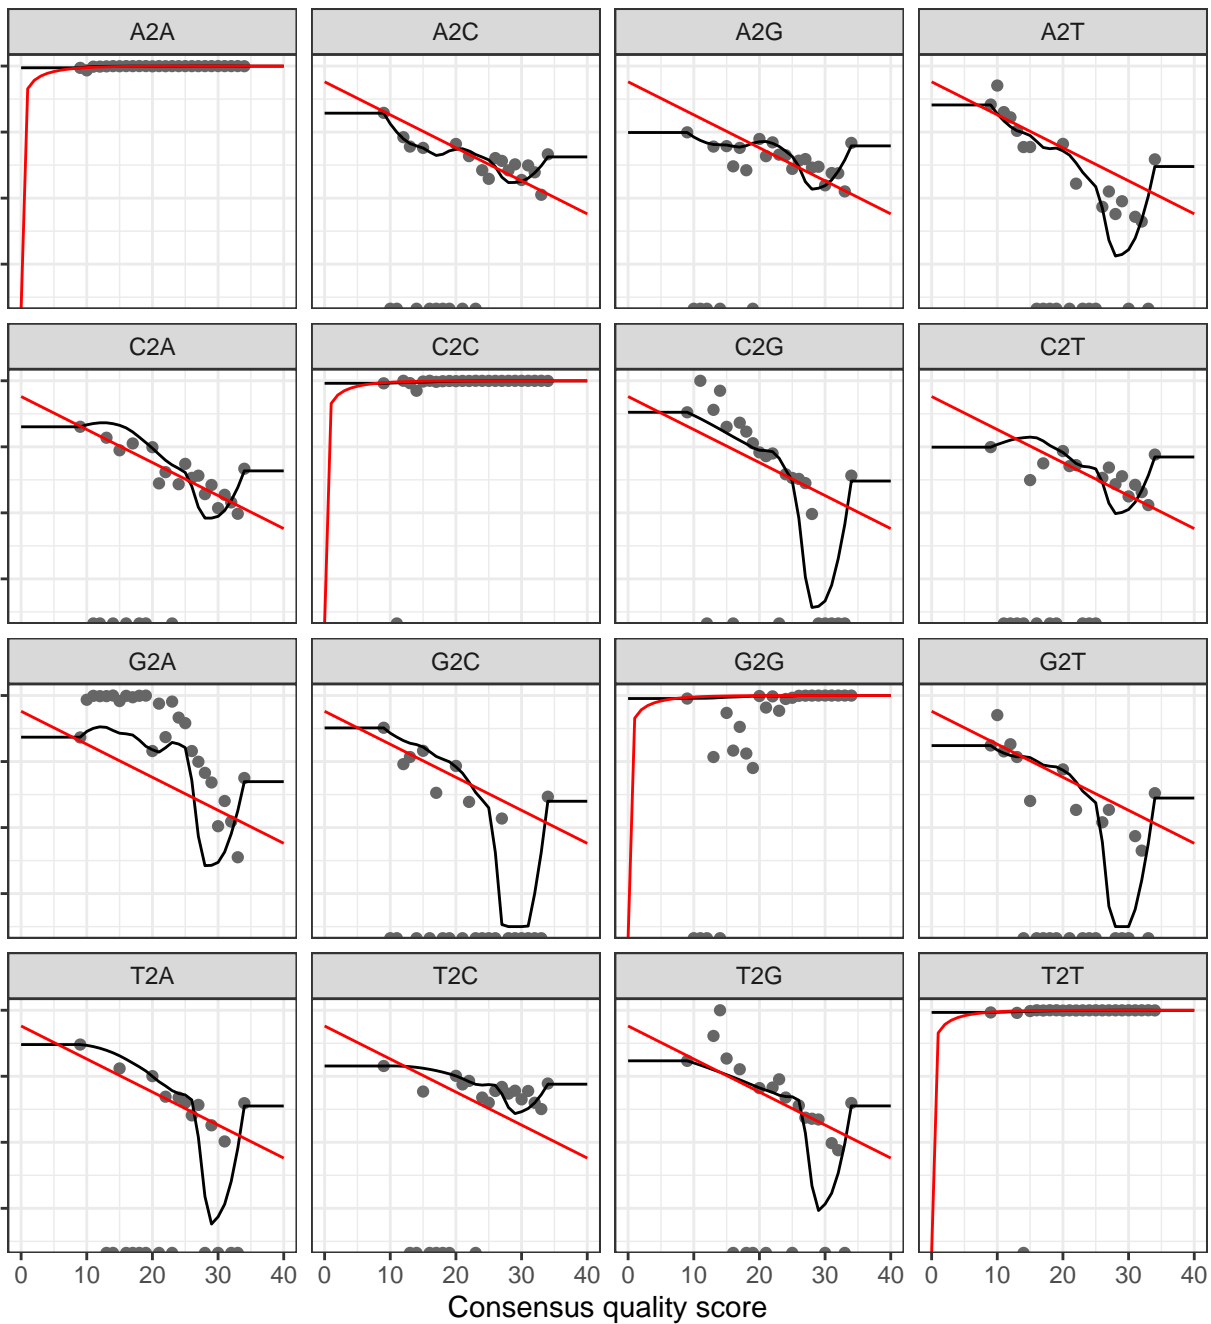 A2A A2C A2G A2T
C2A C2C C2G C2T
G2A G2C G2G G2T
T2A T2C T2G T2T
0 10 20 30 40 0 10 20 30 40 0 10 20 30 40 0 10 20 30 40
Consensus quality score